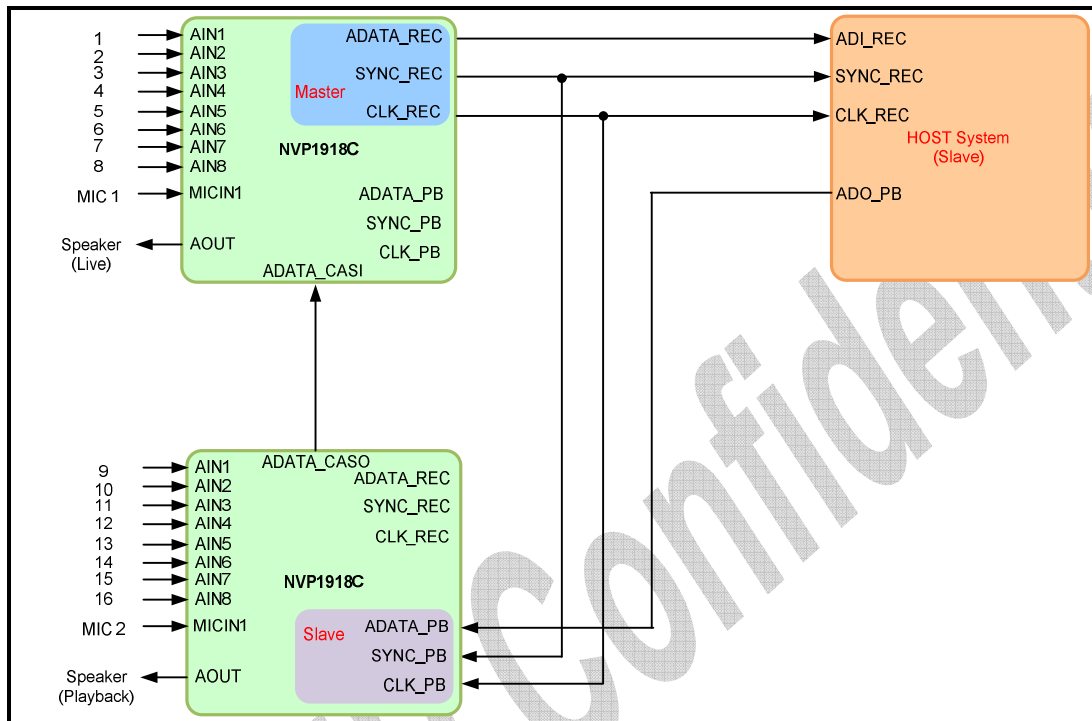 1
2
3
4
5
6
7
8
MIC 1
Speaker
(Live)
AIN1
AIN2
AIN3
AIN4
AIN5
AIN6
AIN7
AIN8
MICIN1
AOUT
ADATA_REC
SYNC_REC
CLK_REC
Master
NVP1918C
ADATA_PB
SYNC_PB
CLK_PB
ADATA_CASI
ADI_REC
SYNC_REC
CLK_REC
HOST System
(Slave)
ADO_PB
9
10
11
12
13
14
15
16
MIC 2
Speaker
(Playback)
AIN1
AIN2
AIN3
AIN4
AIN5
AIN6
AIN7
AIN8
MICIN1
AOUT
ADATA_CASO
ADATA_REC
SYNC_REC
CLK_REC
NVP1918C
Slave
ADATA_PB
SYNC_PB
CLK_PB